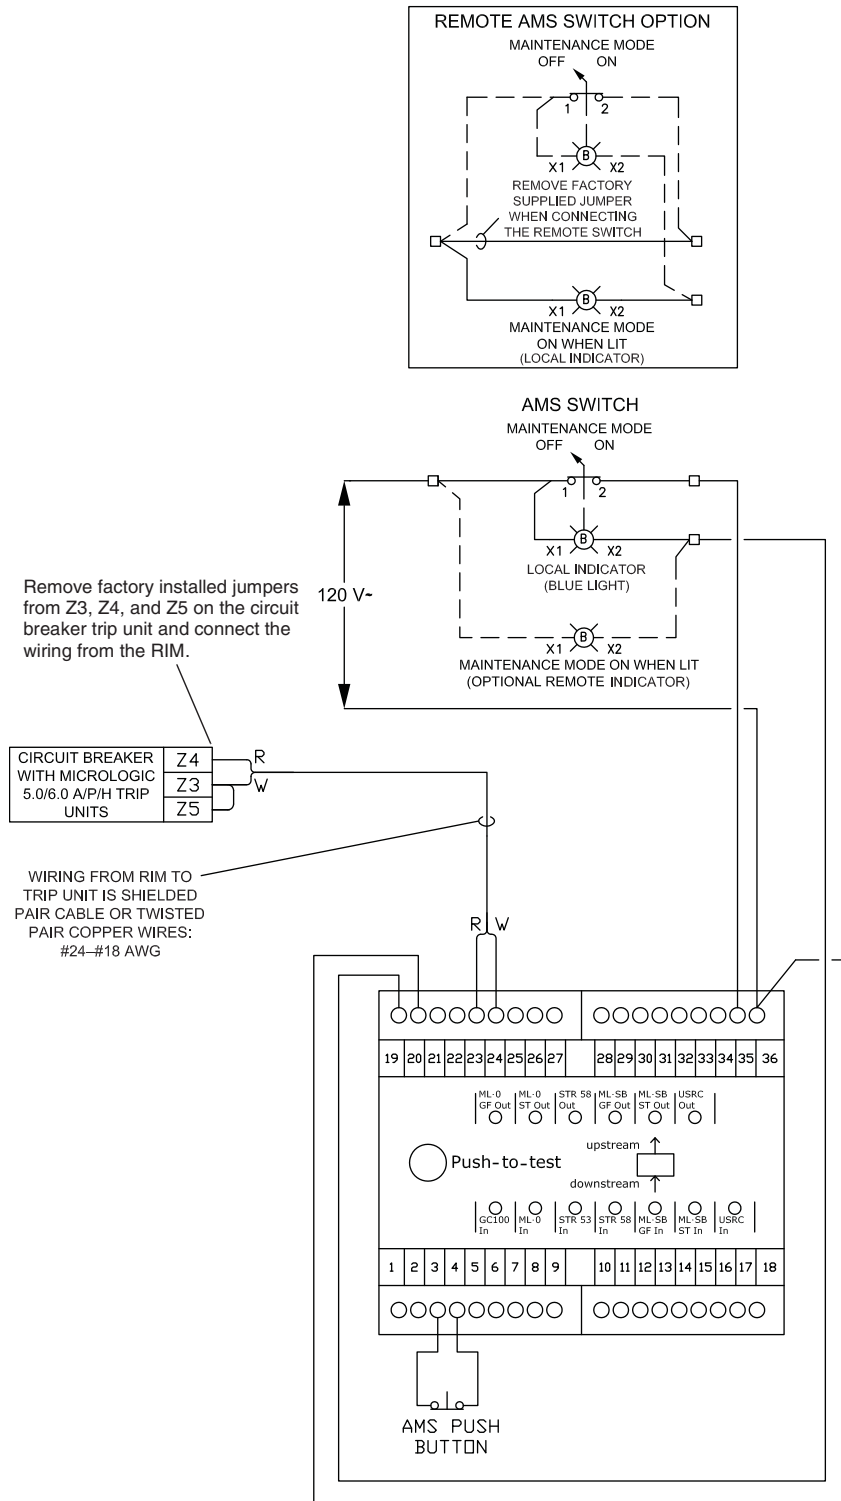 REMOTE AMS SWITCH OPTION
MAINTENANCE MODE
OFF ON
1 2
B
X1 X2
REMOVE FACTORY
SUPPLIED JUMPER
WHEN CONNECTING
THE REMOTE SWITCH
B
X1 X2
MAINTENANCE MODE
ON WHEN LIT
(LOCAL INDICATOR)
AMS SWITCH
MAINTENANCE MODE
OFF ON
1 2
B
X1 X2
LOCAL INDICATOR
(BLUE LIGHT)
120 V~
B
X1 X2
MAINTENANCE MODE ON WHEN LIT
(OPTIONAL REMOTE INDICATOR)
Remove factory installed jumpers
from Z3, Z4, and Z5 on the circuit
breaker trip unit and connect the
wiring from the RIM.
CIRCUIT BREAKER
WITH MICROLOGIC
5.0/6.0 A/P/H TRIP
UNITS
Z4
Z3
Z5
R
W
WIRING FROM RIM TO
TRIP UNIT IS SHIELDED
PAIR CABLE OR TWISTED
PAIR COPPER WIRES:
#24–#18 AWG
R W
19 20 21 22 23 24 25 26 27 28 29 30 31 32 33 34 35 36
ML-0
GF Out
ML-0
ST Out
STR 58
Out
ML-SB
GF Out
ML-SB
ST Out
USRC
Out
Push-to-test
upstream
downstream
GC100
In
ML-0
In
STR 53
In
STR 58
In
ML-SB
GF In
ML-SB
ST In
USRC
In
1 2 3 4 5 6 7 8 9 10 11 12 13 14 15 16 17 18
AMS PUSH
BUTTON